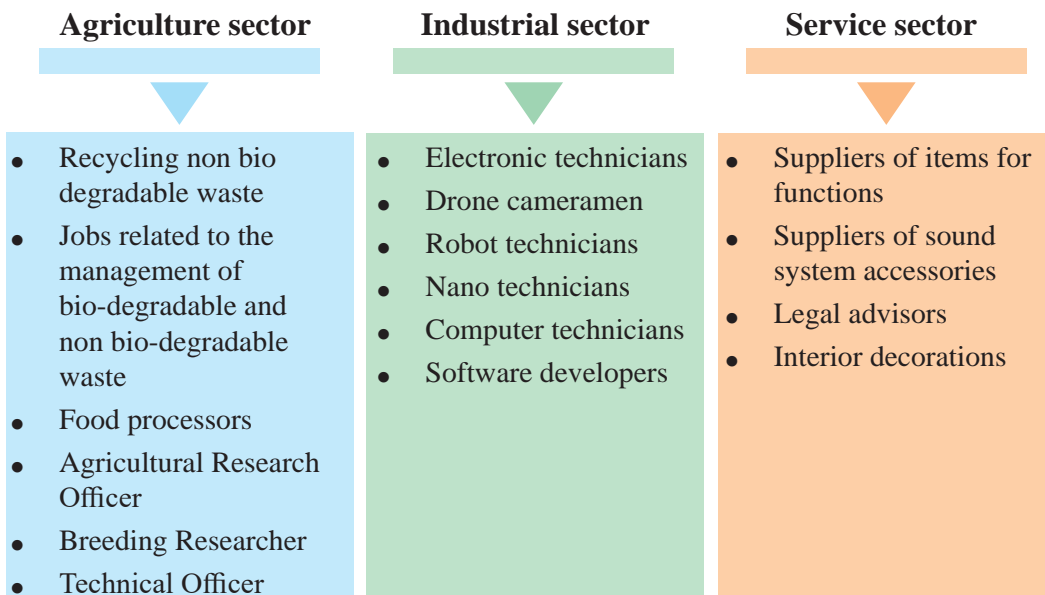 Agriculture sector
• Recycling non bio
degradable waste
• Jobs related to the
management of
bio-degradable and
non bio-degradable
waste
• Food processors
• Agricultural Research
Officer
• Breeding Researcher
• Technical Officer
Industrial sector
• Electronic technicians
• Drone cameramen
• Robot technicians
• Nano technicians
• Computer technicians
• Software developers
Service sector
• Suppliers of items for
functions
• Suppliers of sound
system accessories
• Legal advisors
• Interior decorations